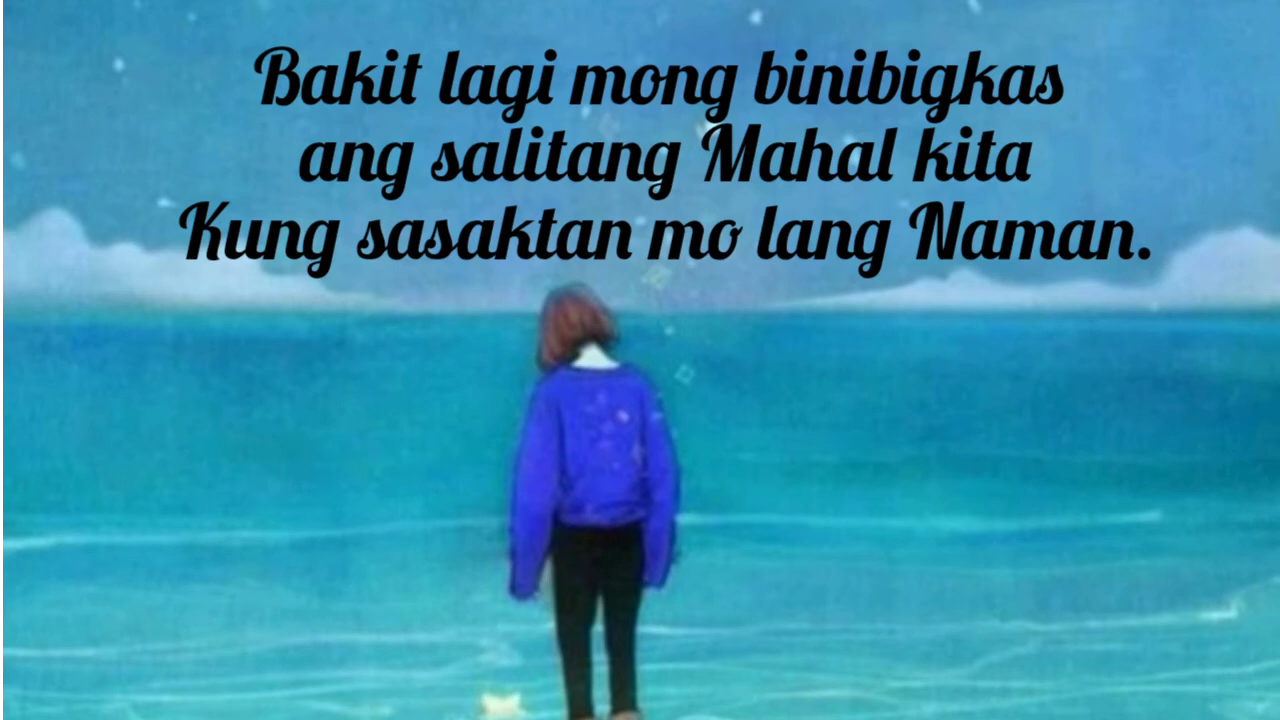 Bakit lagi mong binibigkas
ang salitang Mahal kita
Kung sasaktan mo lang Naman.